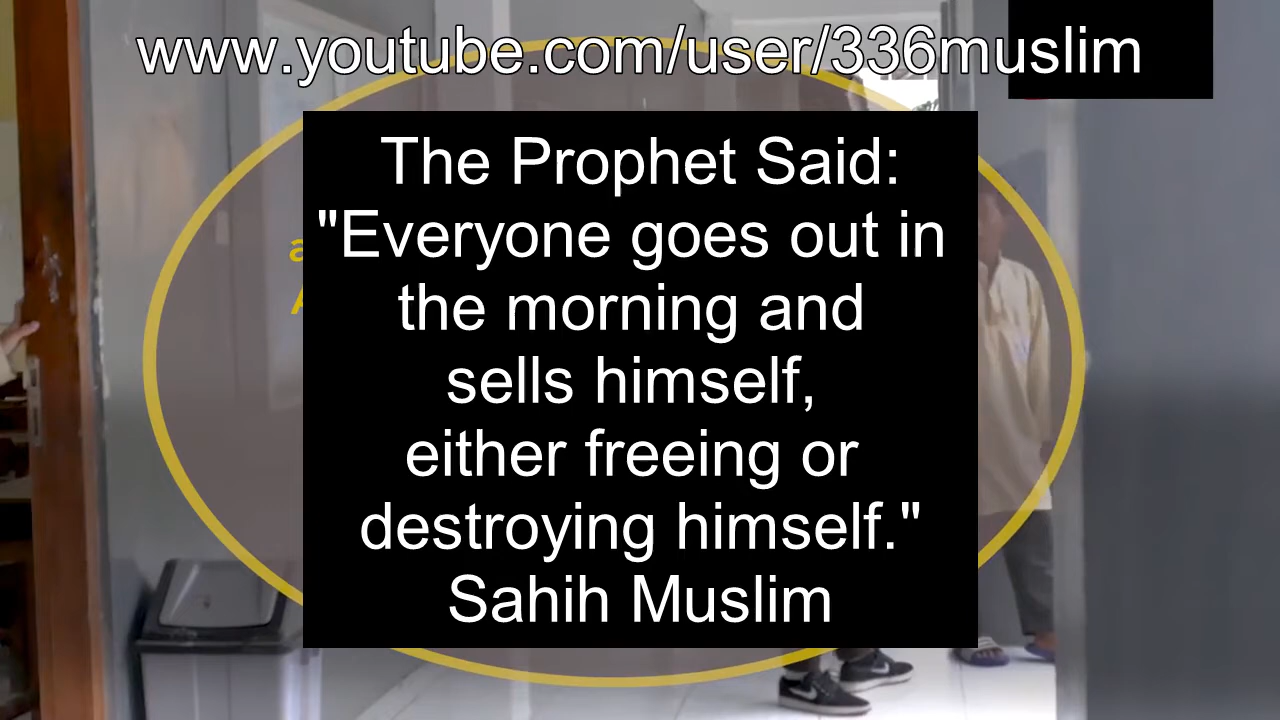 www.youtube.com/user/336muslim
The Prophet Said:
"Everyone goes out in
the morning and
sells himself,
either freeing or
destroying himself."
Sahih Muslim